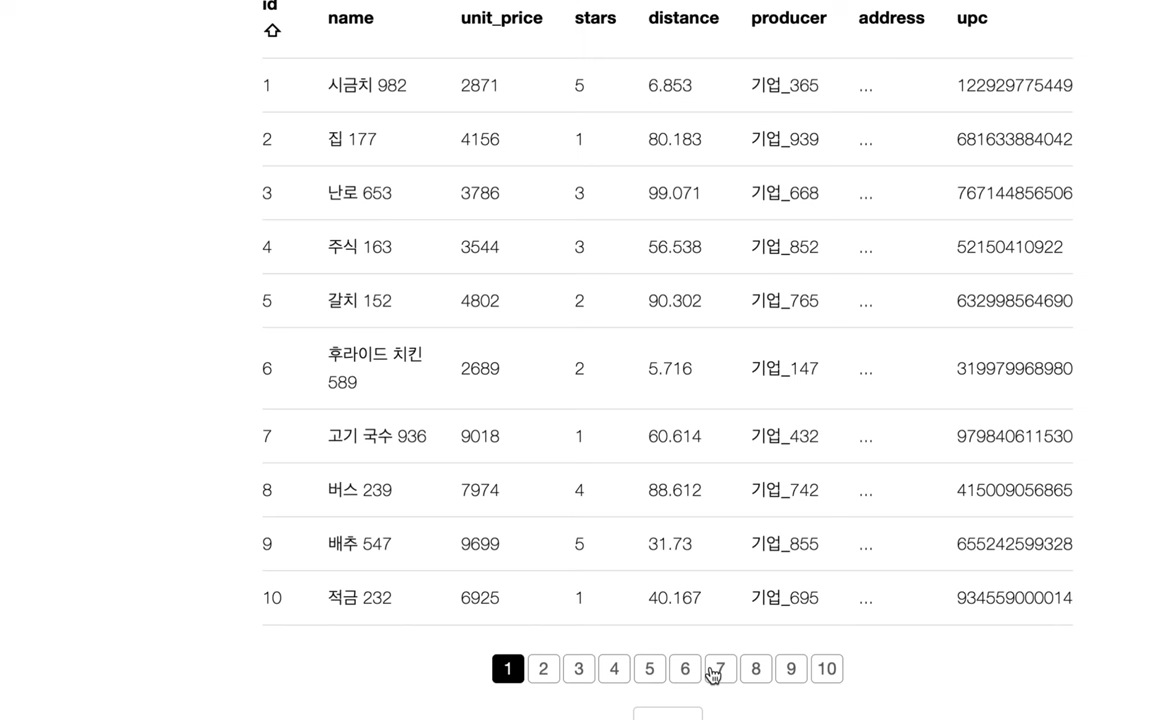 id
name unit_price stars distance producer address upc
1 시금치 982 2871 5 6.853 기업_365 ... 122929775449
2 집 177 4156 1 80.183 기업_939 ... 681633884042
3 난로 653 3786 3 99.071 기업_668 ... 767144856506
4 주식 163 3544 3 56.538 기업_852 ... 52150410922
5 갈치 152 4802 2 90.302 기업_765 ... 632998564690
6 후라이드 치킨 589 2689 2 5.716 기업_147 ... 319979968980
7 고기 국수 936 9018 1 60.614 기업_432 ... 979840611530
8 버스 239 7974 4 88.612 기업_742 ... 415009056865
9 배추 547 9699 5 31.73 기업_855 ... 655242599328
10 적금 232 6925 1 40.167 기업_695 ... 934559000014
1 2 3 4 5 6 7 8 9 10